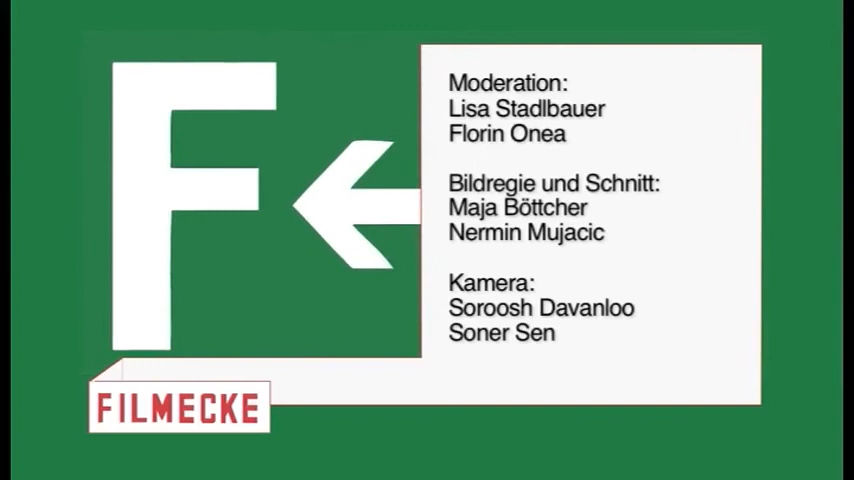 F
Moderation:
Lisa Stadlbauer
Florin Onea
Bildregie und Schnitt:
Maja Böttcher
Nermin Mujacic
Kamera:
Soroosh Davanloo
Soner Sen
FILMECKE